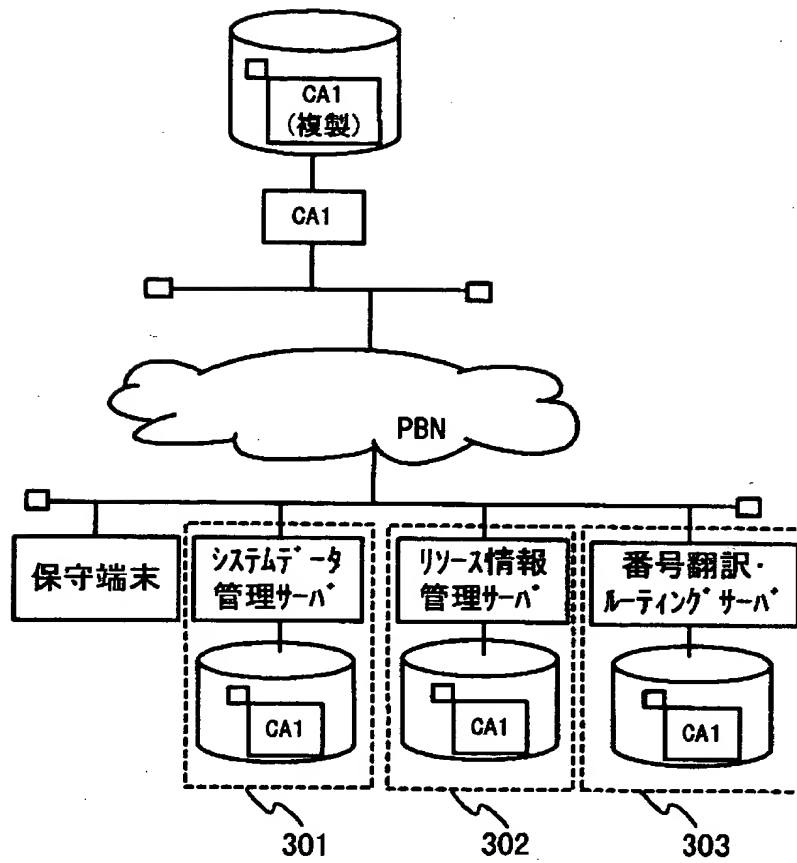 CA1
(複製)
CA1
PBN
保守端末
システムデータ
管理サーバ
リソース情報
管理サーバ
番号翻訳・
ルーティングサーバ
CA1
CA1
CA1
301
302
303